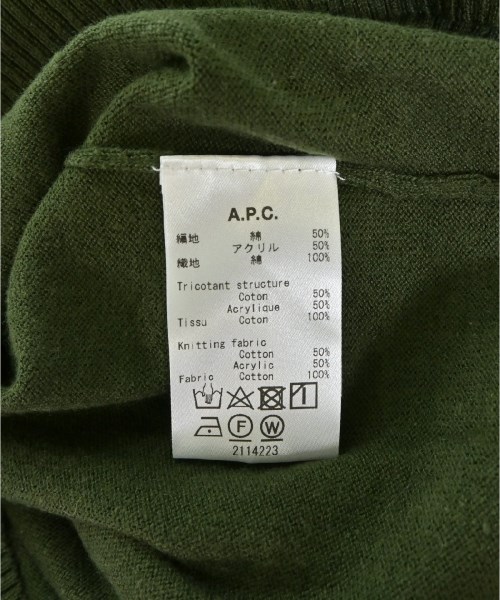 A.P.C.
編地 綿 50%
アクリル 50%
織地 綿 100%
Tricotant structure
Coton 50%
Acrylique 50%
Tissu Coton 100%
Knitting fabric
Cotton 50%
Acrylic 50%
Fabric Cotton 100%
F W
2114223